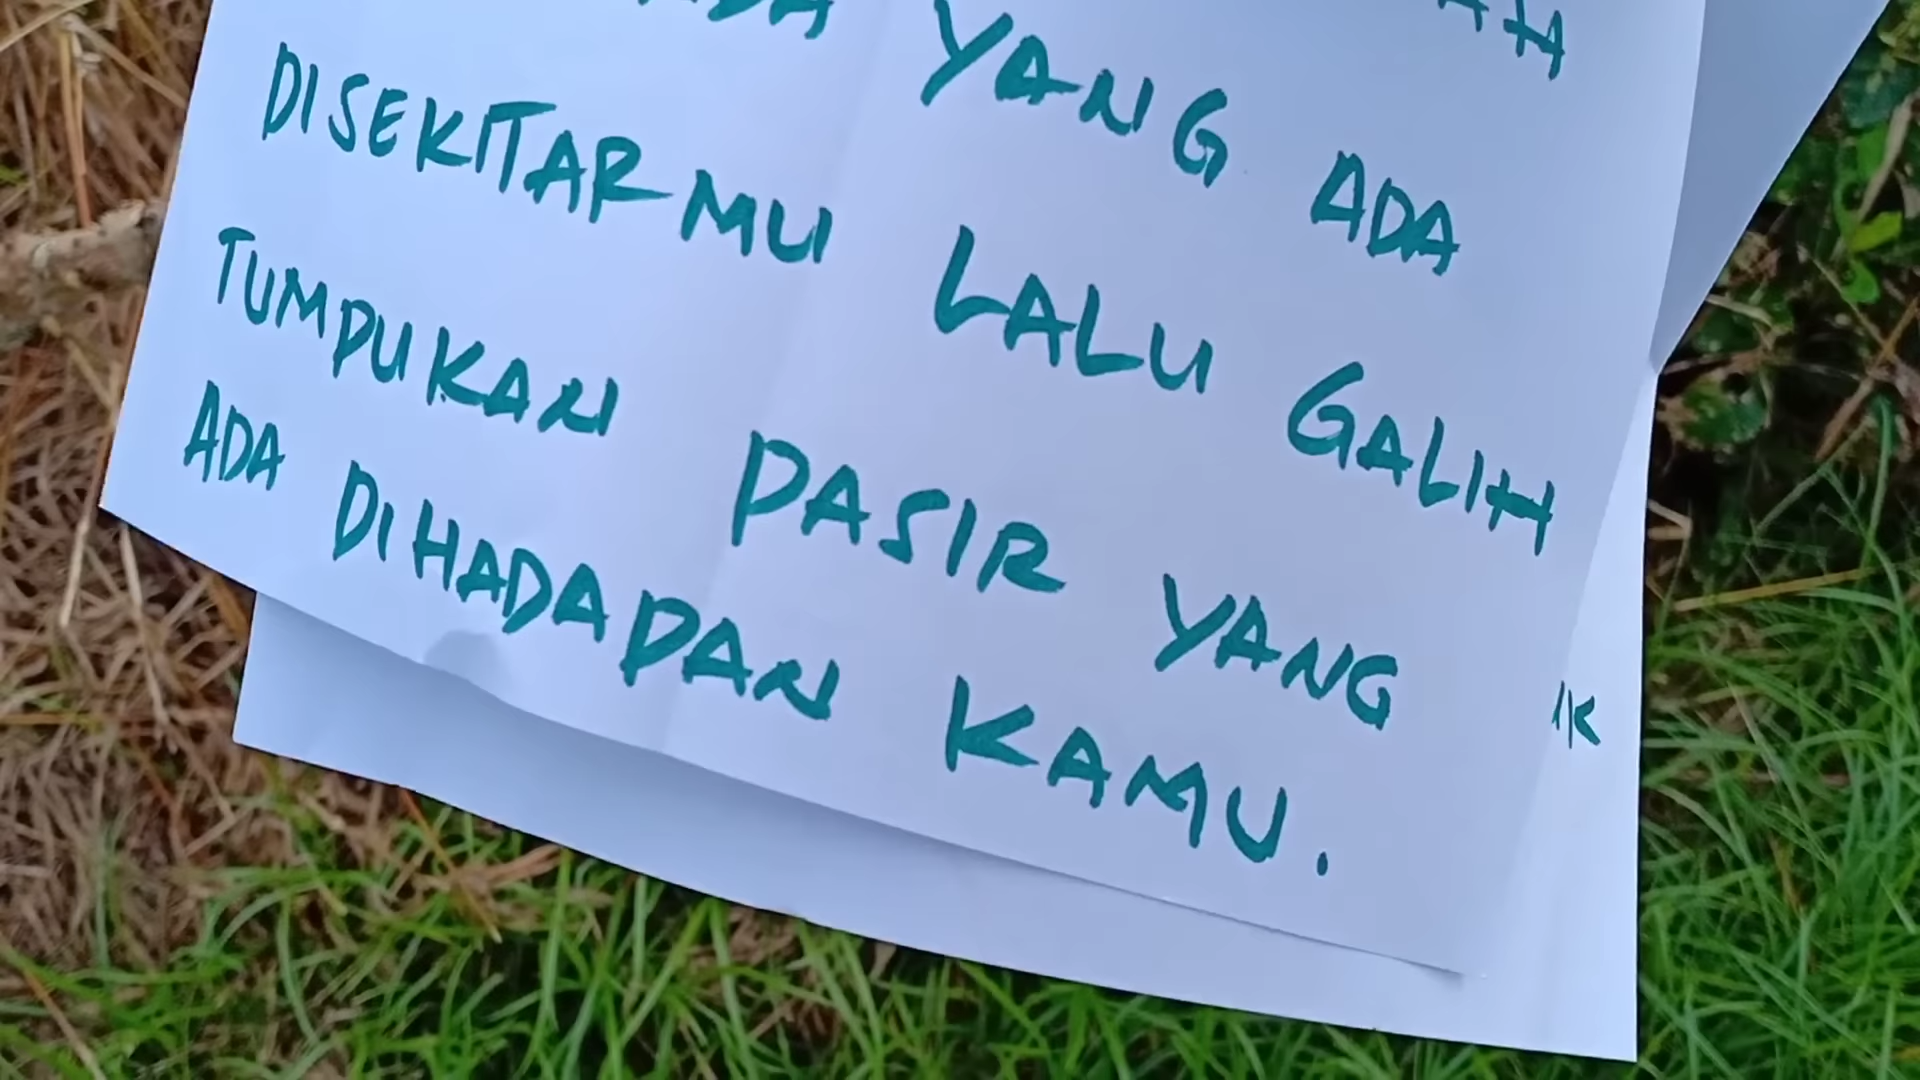 YANG ADA
DISEKITARMU LALU GALIH
TUMPUKAN PASIR YANG
ADA DIHADAPAN KAMU.